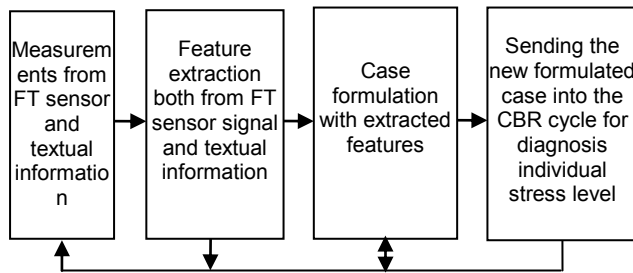 Measurem
ents from
FT sensor
and
textual
informatio
n
Feature
extraction
both from FT
sensor signal
and textual
information
Case
formulation
with extracted
features
Sending the
new formulated
case into the
CBR cycle for
diagnosis
individual
stress level